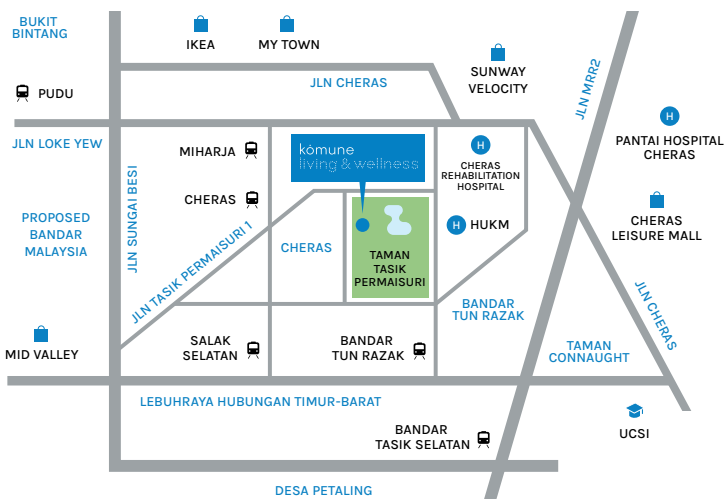 BUKIT
BINTANG
IKEA
MY TOWN
SUNWAY
VELOCITY
JLN CHERAS
JLN MRR2
PUDU
JLN LOKE YEW
MIHARJA
kömune
living & wellness
H
CHERAS
REHABILITATION
HOSPITAL
H
PANTAI HOSPITAL
CHERAS
JLN SUNGAI BESI
CHERAS
PROPOSED
BANDAR
MALAYSIA
JLN TASIK PERMAISURI 1
CHERAS
TAMAN
TASIK
PERMAISURI
H
HUKM
CHERAS
LEISURE MALL
BANDAR
TUN RAZAK
JLN CHERAS
MID VALLEY
SALAK
SELATAN
BANDAR
TUN RAZAK
TAMAN
CONNAUGHT
LEBUHRAYA HUBUNGAN TIMUR-BARAT
BANDAR
TASIK SELATAN
UCSI
DESA PETALING